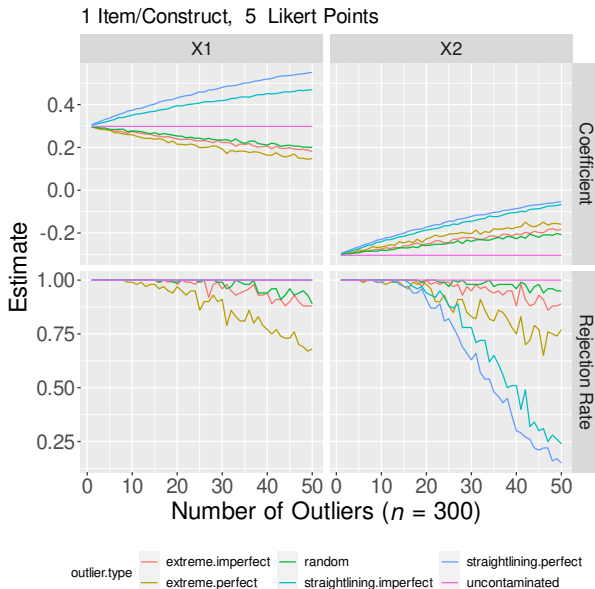 1 Item/Construct, 5 Likert Points
X1
X2
0.4
0.2
0.0
-0.2
Coefficient
Estimate
1.00
0.75
0.50
0.25
Rejection Rate
0 10 20 30 40 50
0 10 20 30 40 50
Number of Outliers (n = 300)
outlier.type
extreme.imperfect
random
straightlining.perfect
extreme.perfect
straightlining.imperfect
uncontaminated